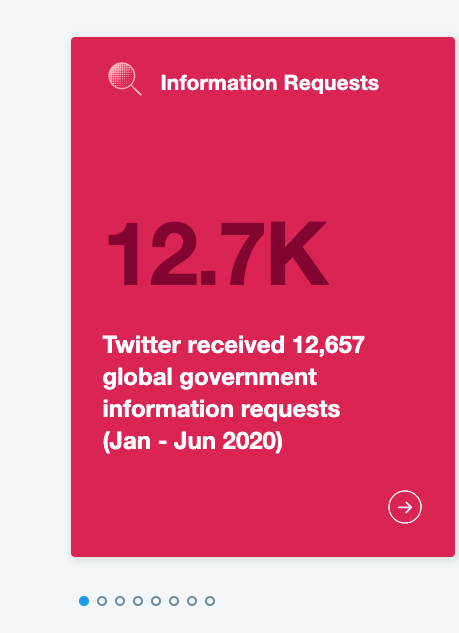 Information Requests
12.7K
Twitter received 12,657
global government
information requests
(Jan - Jun 2020)